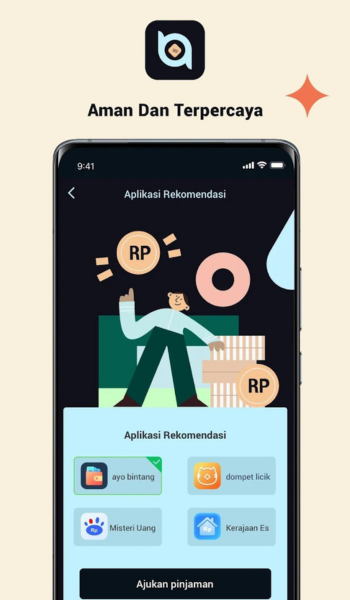 Aman Dan Terpercaya
9:41
Aplikasi Rekomendasi
RP
RP
Aplikasi Rekomendasi
ayo bintang
dompet licik
Misteri Uang
Kerajaan Es
Ajukan pinjaman